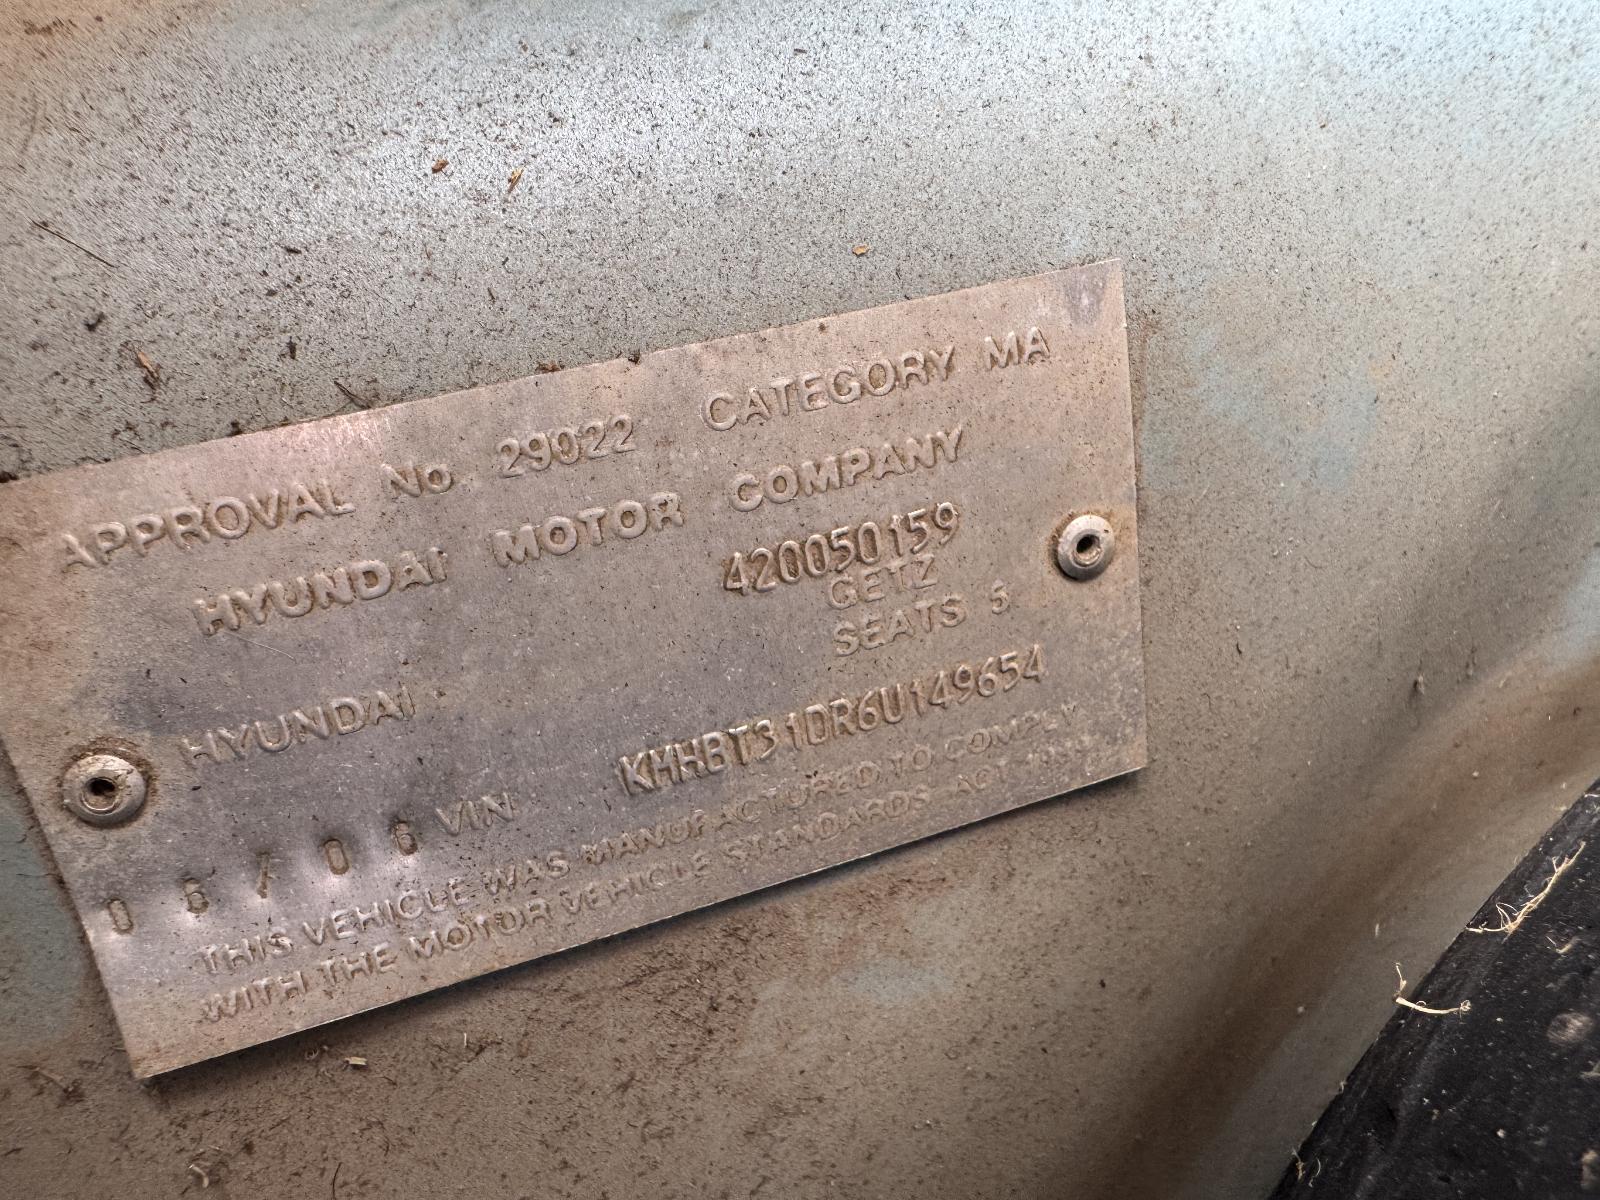 APPROVAL No 29022 CATEGORY MA
HYUNDAI MOTOR COMPANY
420050159
HYUNDAI GETZ
SEATS 5
06/06 VIN KMHBT31DR6U149654
THIS VEHICLE WAS MANUFACTURED TO COMPLY
WITH THE MOTOR VEHICLE STANDARDS ACT